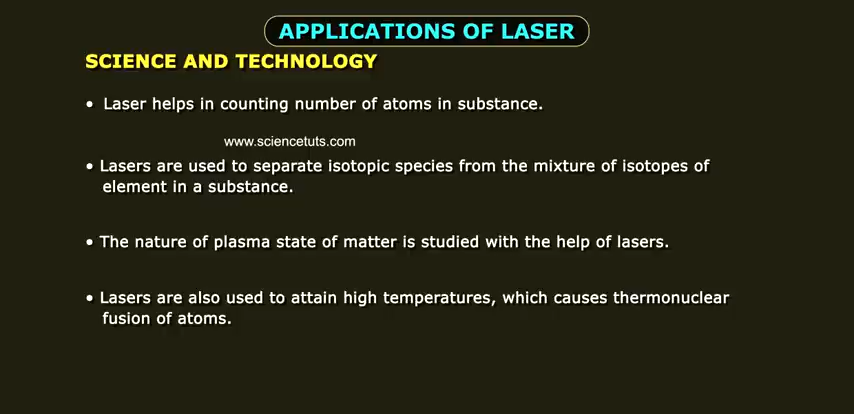 APPLICATIONS OF LASER
SCIENCE AND TECHNOLOGY
• Laser helps in counting number of atoms in substance.
www.sciencetuts.com
• Lasers are used to separate isotopic species from the mixture of isotopes of
element in a substance.
• The nature of plasma state of matter is studied with the help of lasers.
• Lasers are also used to attain high temperatures, which causes thermonuclear
fusion of atoms.